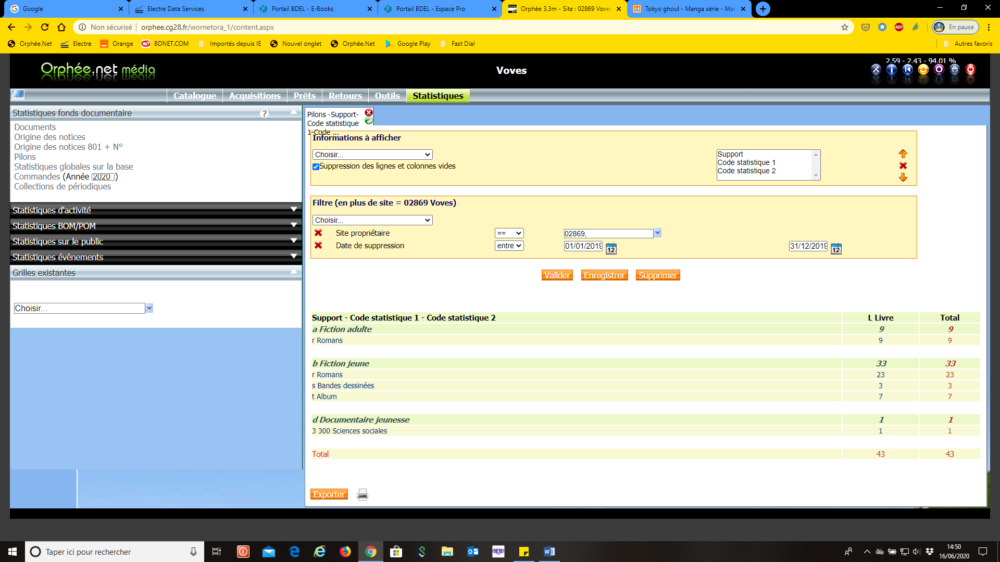 Google
Electre Data Services
Portail BDEL - E-Books
Portail BDEL - Espace Pro
Orphée 3.3m - Site : 02869 Voves
Tokyo ghoul - Manga série - Mar
Non sécurisé | orphee.cg28.fr/wornetora_1/content.aspx
En pause
Orphée.Net
Electre
Orange
BDNET.COM
Importés depuis IE
Nouvel onglet
Orphée.Net
Google Play
Fast Dial
Autres favoris
Orphée.net média
Voves
2.59 - 2.43 - 94.01 %
Catalogue
Acquisitions
Prêts
Retours
Outils
Statistiques
Statistiques fonds documentaire
?
Documents
Origine des notices
Origine des notices 801 + N°
Pilons
Statistiques globales sur la base
Commandes (Année 2020 )
Collections de périodiques
Statistiques d'activité
Statistiques BOM/POM
Statistiques sur le public
Statistiques évènements
Grilles existantes
Choisir...
Pilons -Support-
Code statistique
1-Code ...
Informations à afficher
Choisir...
Suppression des lignes et colonnes vides
Support
Code statistique 1
Code statistique 2
Filtre (en plus de site = 02869 Voves)
Choisir...
Site propriétaire == 02869,
Date de suppression entre 01/01/2019 12 31/12/2019 12
Valider Enregistrer Supprimer
Support - Code statistique 1 - Code statistique 2 L Livre Total
a Fiction adulte 9 9
r Romans 9 9
b Fiction jeune 33 33
r Romans 23 23
s Bandes dessinées 3 3
t Album 7 7
d Documentaire jeunesse 1 1
3 300 Sciences sociales 1 1
Total 43 43
Exporter
Taper ici pour rechercher
14:50
16/06/2020